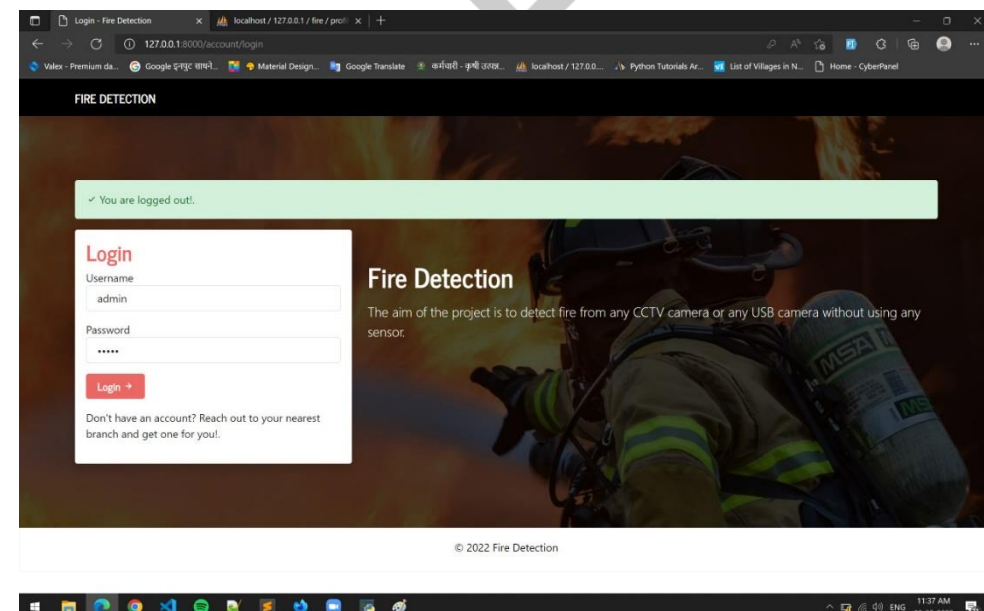 Login - Fire Detection
localhost / 127.0.0.1 / fire / profi
127.0.0.1:8000/account/login
Valex - Premium da...
Google इनपुट साधने...
Material Design...
Google Translate
कर्मचारी - कृषी उत्पन्न...
localhost / 127.0.0...
Python Tutorials Ar...
List of Villages in N...
Home - CyberPanel
FIRE DETECTION
You are logged out!.
Login
Username
admin
Password
Login →
Don't have an account? Reach out to your nearest
branch and get one for you!.
Fire Detection
The aim of the project is to detect fire from any CCTV camera or any USB camera without using any
sensor.
MSA
© 2022 Fire Detection
ENG
11:37 AM